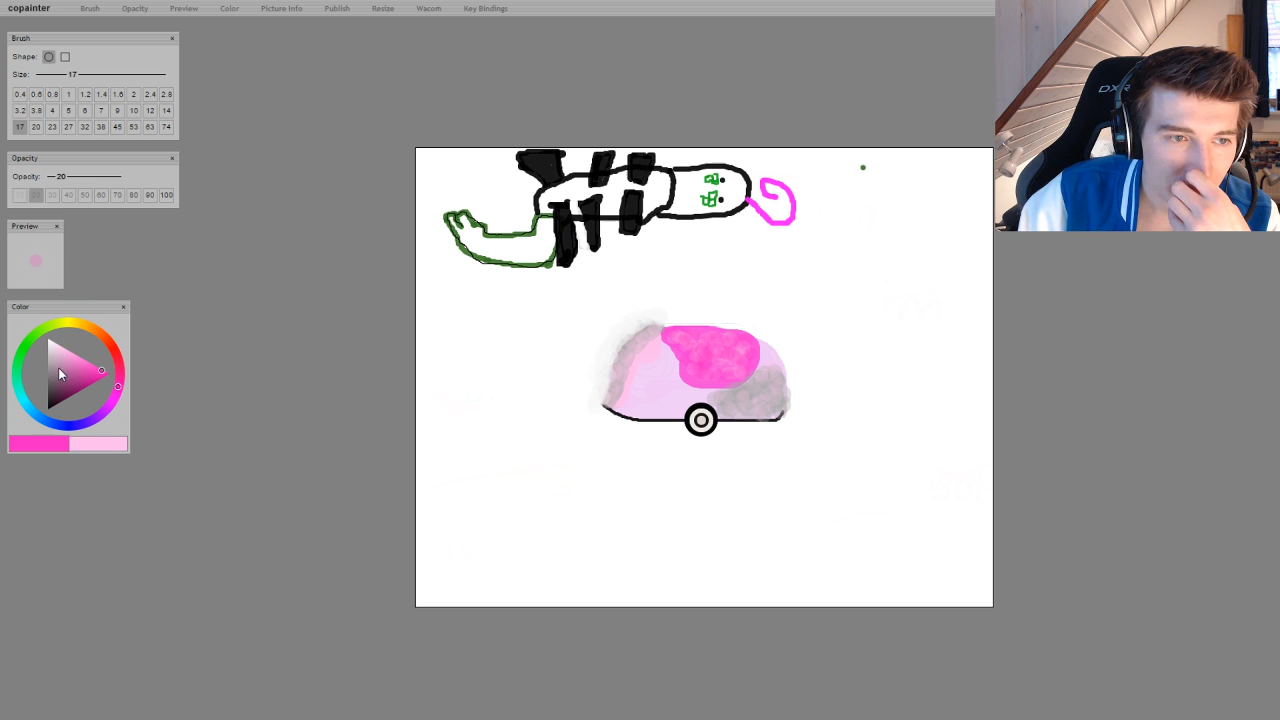 copainter Brush Opacity Preview Color Picture Info Publish Resize Wacom Key Bindings
Brush ×
Shape:
Size: 17
0.4 0.6 0.8 1 1.2 1.4 1.6 2 2.4 2.8
3.2 3.8 4 5 6 7 9 10 12 14
17 20 23 27 32 38 45 53 63 74
Opacity ×
Opacity: 20
20 30 40 50 60 70 80 90 100
Preview ×
Color ×